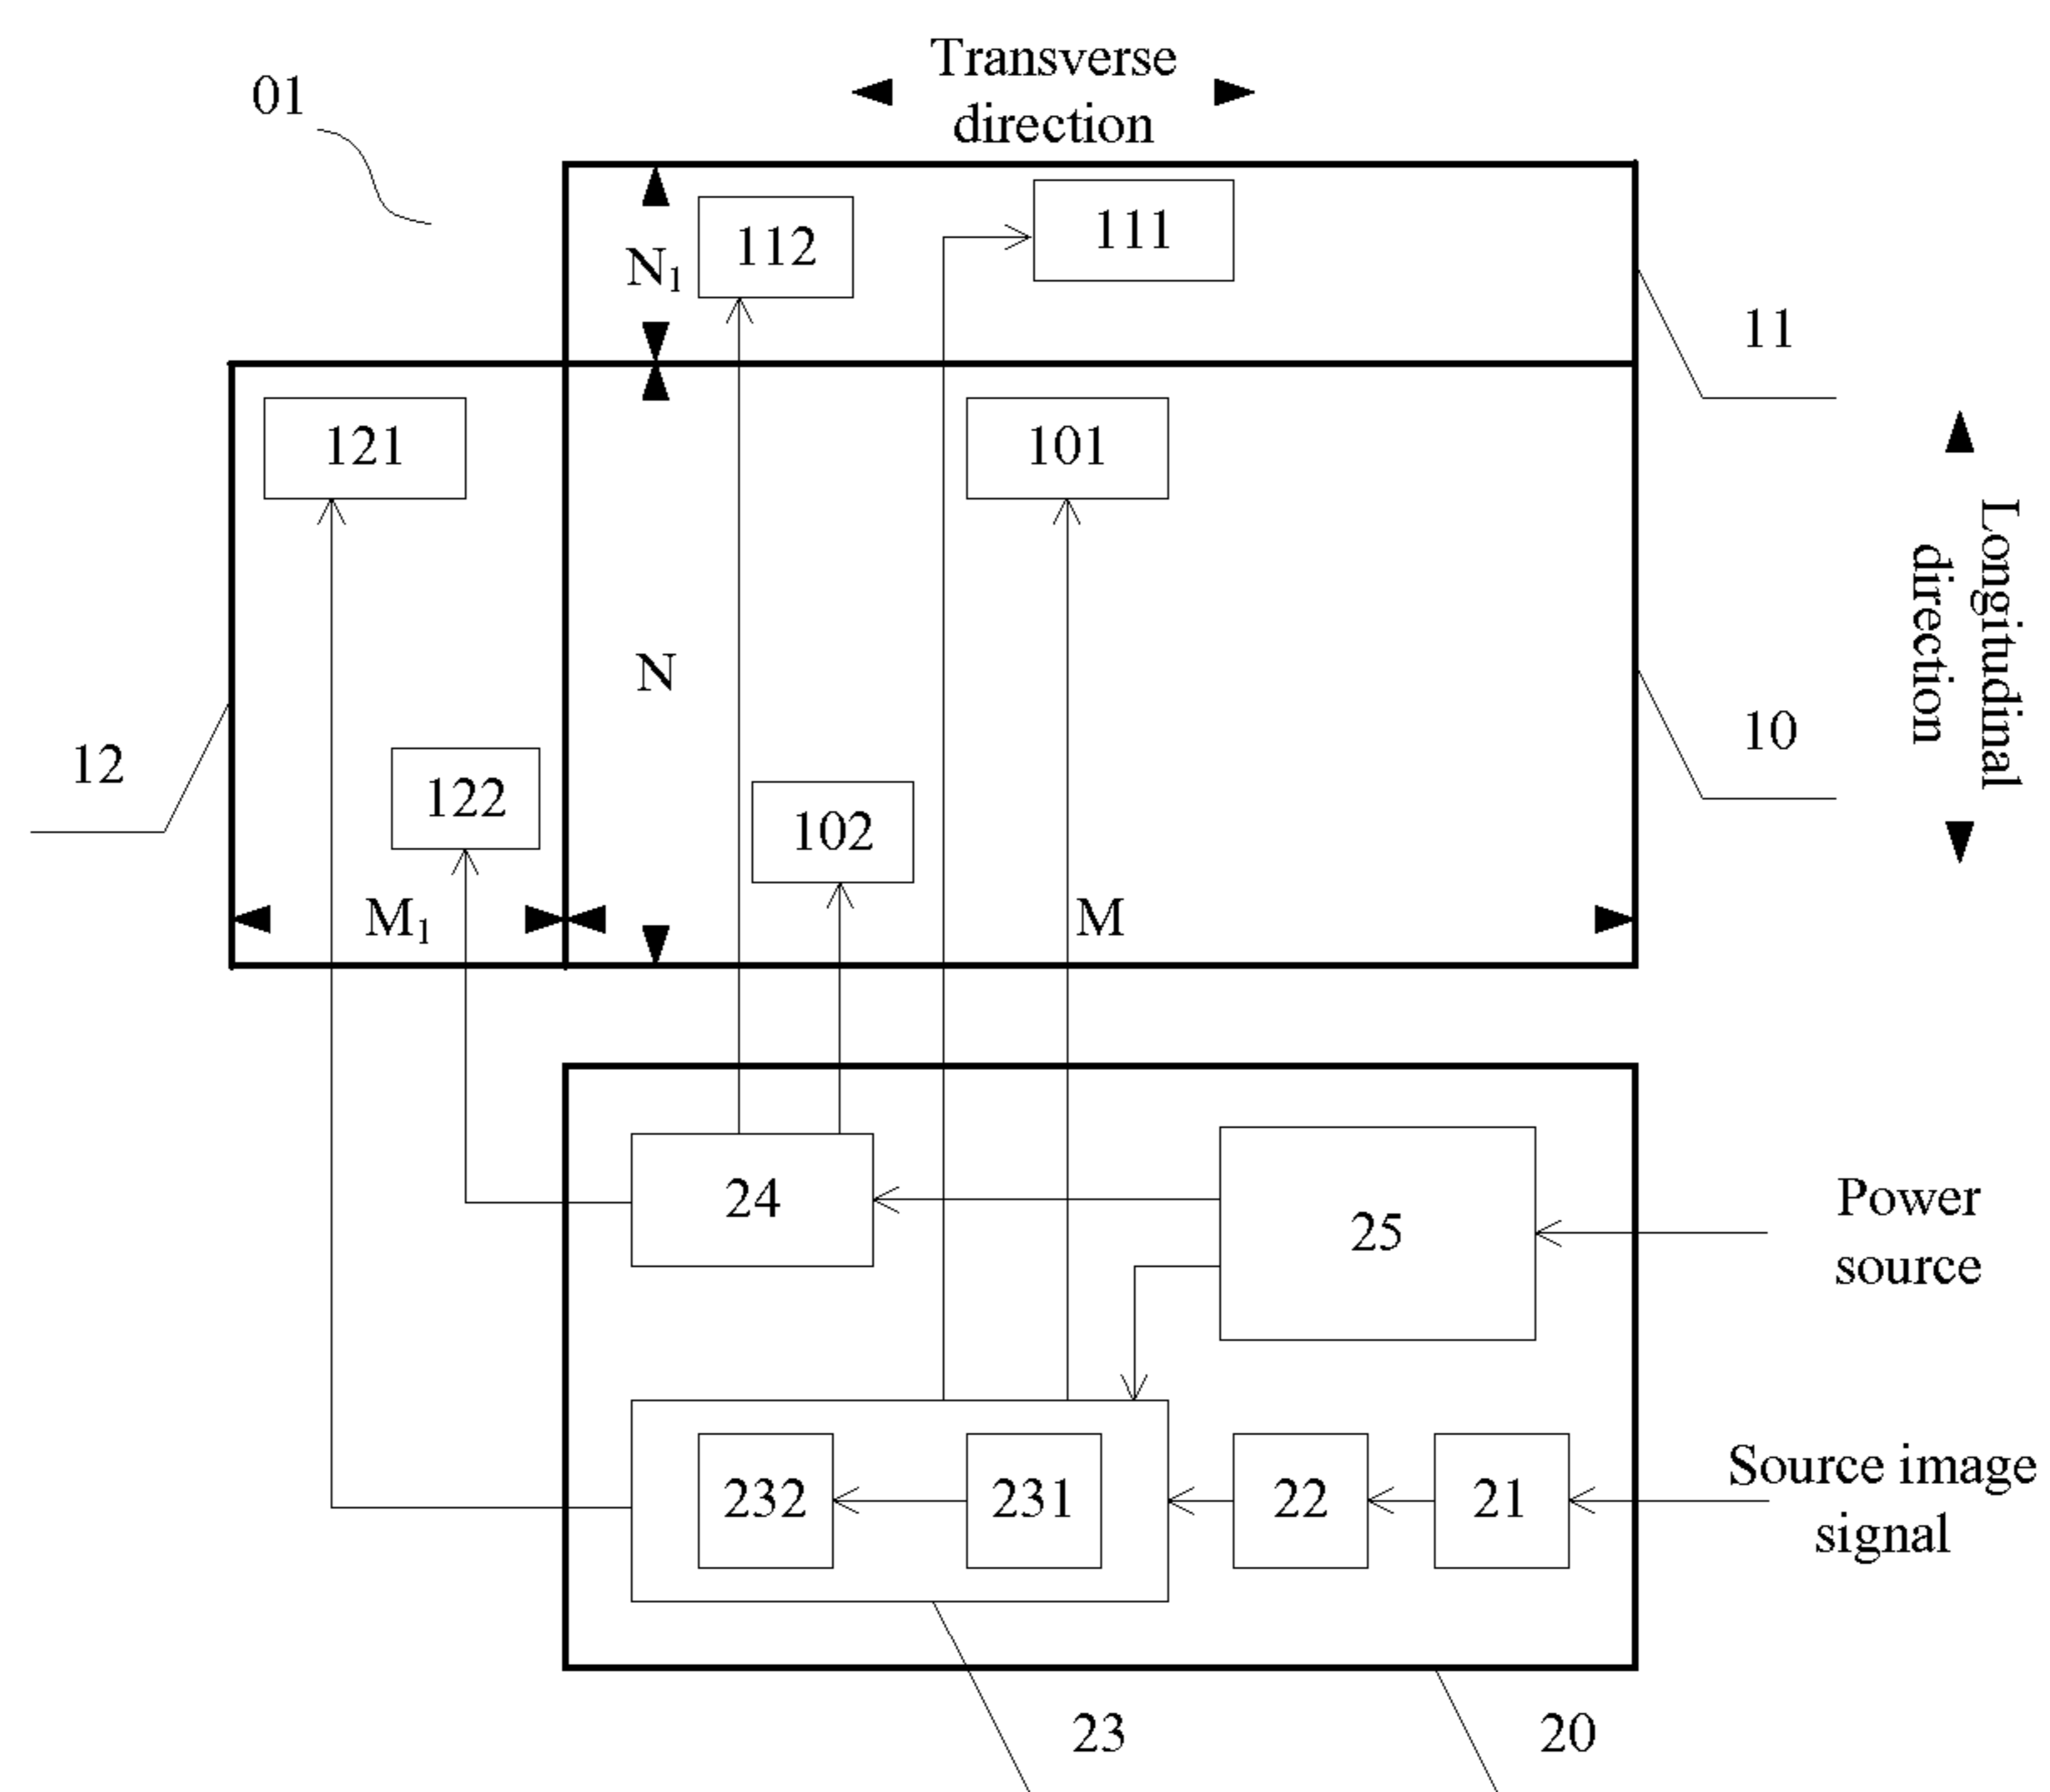 Transverse
direction
01
112
111
N₁
11
121
101
Longitudinal
direction
N
10
12
122
102
M₁
M
24
25
Power
source
232
231
22
21
Source image
signal
23
20